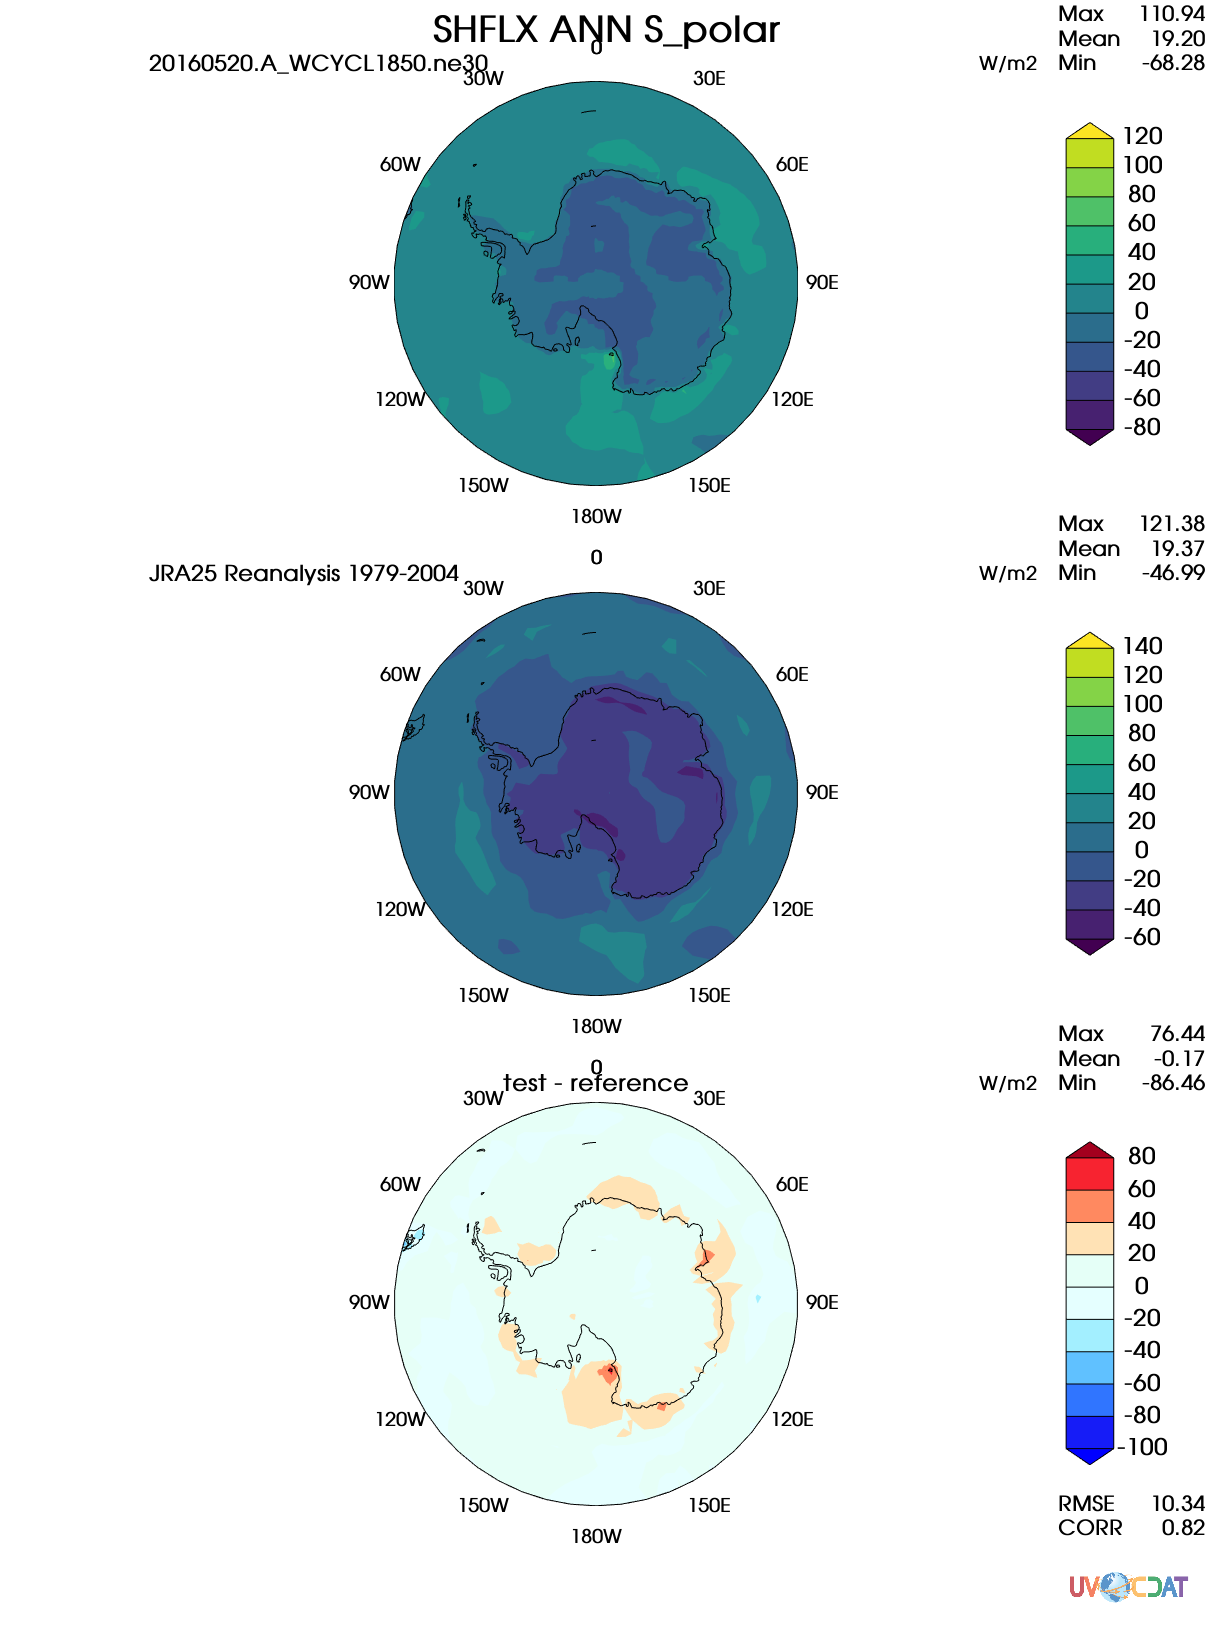 SHFLX ANN S_polar
20160520.A_WCYCL1850.ne30
W/m2
Max 110.94
Mean 19.20
Min -68.28
0
30W
30E
60W
60E
90W
90E
120W
120E
150W
150E
180W
120
100
80
60
40
20
0
-20
-40
-60
-80
JRA25 Reanalysis 1979-2004
W/m2
Max 121.38
Mean 19.37
Min -46.99
0
30W
30E
60W
60E
90W
90E
120W
120E
150W
150E
180W
140
120
100
80
60
40
20
0
-20
-40
-60
test - reference
W/m2
Max 76.44
Mean -0.17
Min -86.46
0
30W
30E
60W
60E
90W
90E
120W
120E
150W
150E
180W
80
60
40
20
0
-20
-40
-60
-80
-100
RMSE 10.34
CORR 0.82
UVCDAT